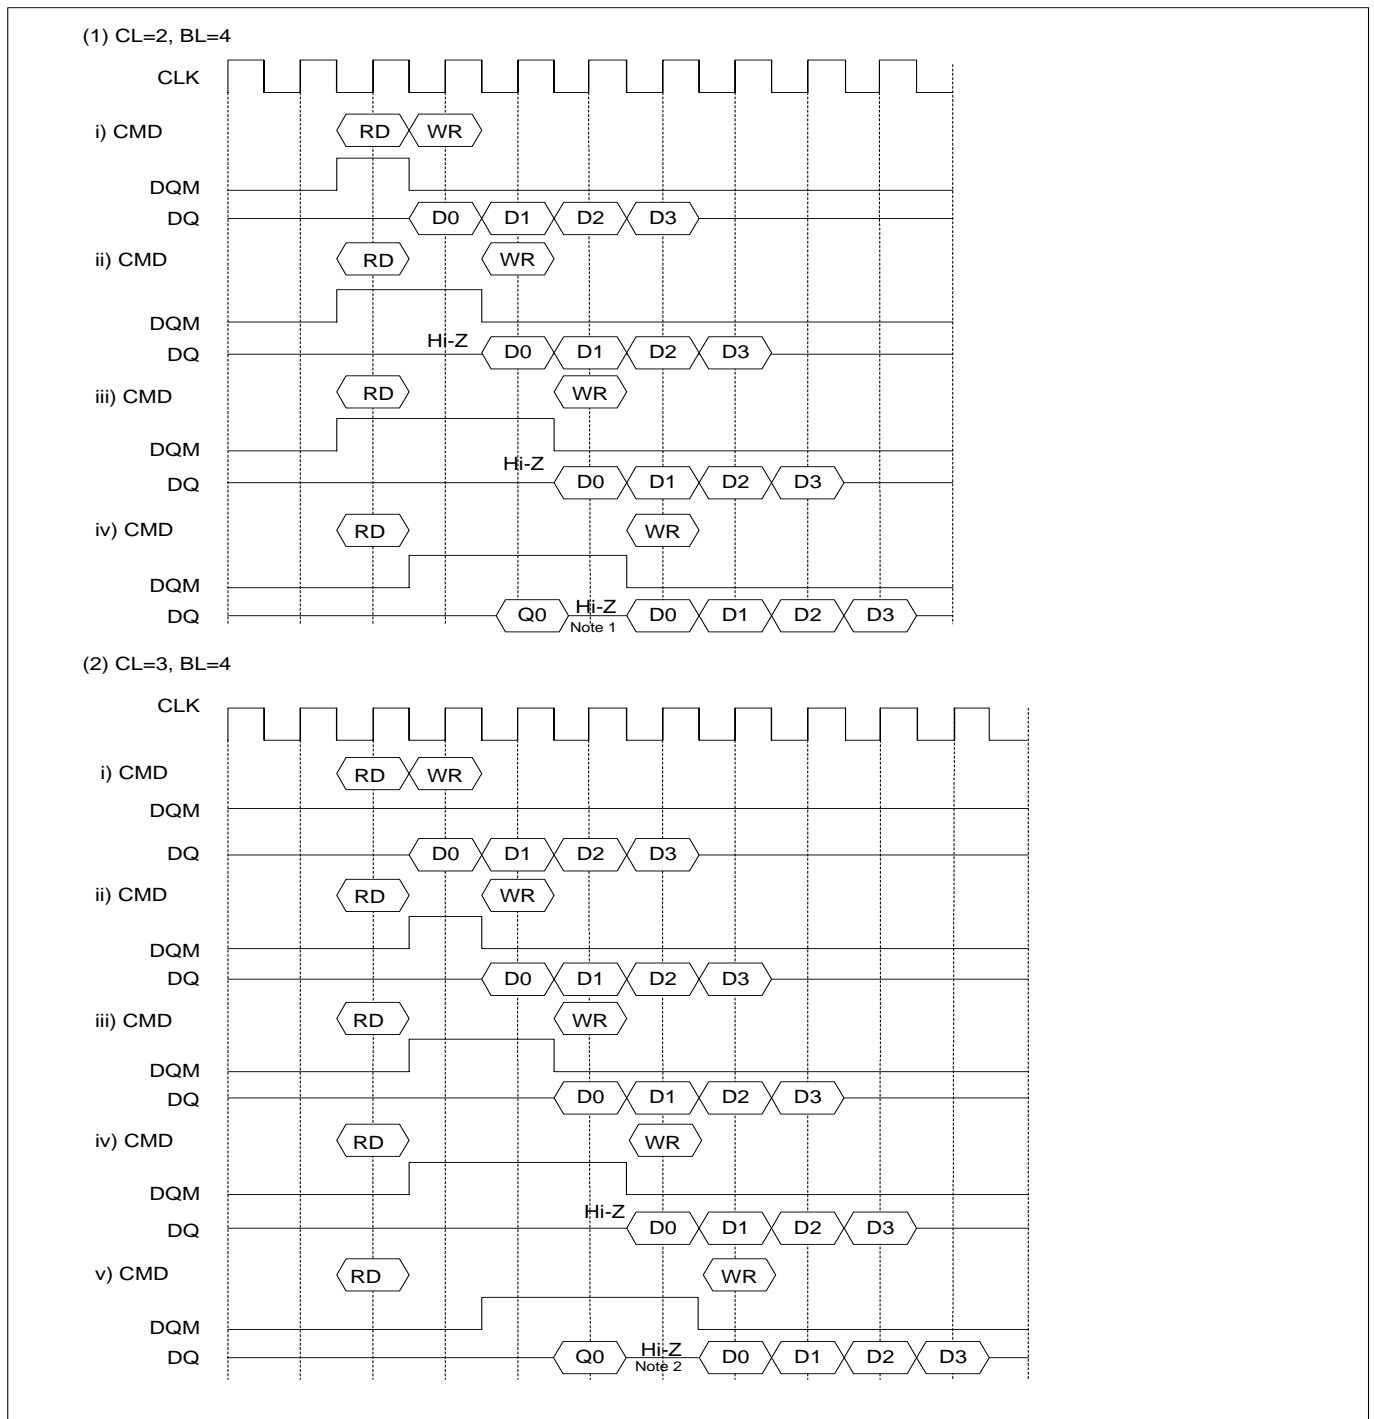 (1) CL=2, BL=4
CLK
i) CMD RD WR
DQM
DQ D0 D1 D2 D3
ii) CMD RD WR
DQM
DQ Hi-Z D0 D1 D2 D3
iii) CMD RD WR
DQM
DQ Hi-Z D0 D1 D2 D3
iv) CMD RD WR
DQM
DQ Q0 Hi-Z D0 D1 D2 D3
Note 1
(2) CL=3, BL=4
CLK
i) CMD RD WR
DQM
DQ D0 D1 D2 D3
ii) CMD RD WR
DQM
DQ D0 D1 D2 D3
iii) CMD RD WR
DQM
DQ D0 D1 D2 D3
iv) CMD RD WR
DQM
DQ Hi-Z D0 D1 D2 D3
v) CMD RD WR
DQM
DQ Q0 Hi-Z D0 D1 D2 D3
Note 2